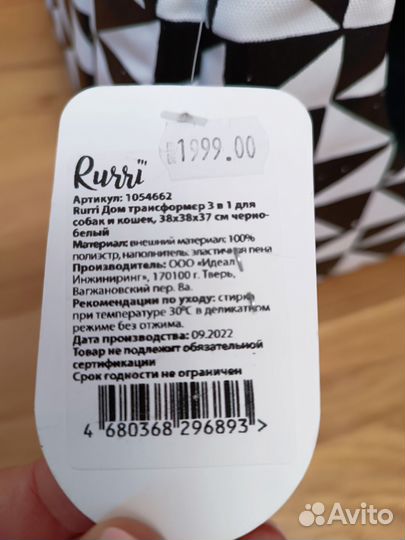 1999.00
Rurri
Артикул: 1054662
Rurri Дом трансформер 3 в 1 для
собак и кошек, 38х38х37 см черно-
белый
Материал: внешний материал: 100%
полиэстр, наполнитель: эластичная пена
Производитель: ООО «Идеал
Инжиниринг», 170100 г. Тверь,
Вагжановский пер. 8а.
Рекомендации по уходу: стирка
при температуре 30°C в деликатном
режиме без отжима.
Дата производства: 09.2022
Товар не подлежит обязательной
сертификации
Срок годности не ограничен
4 680368 296893 >
Avito